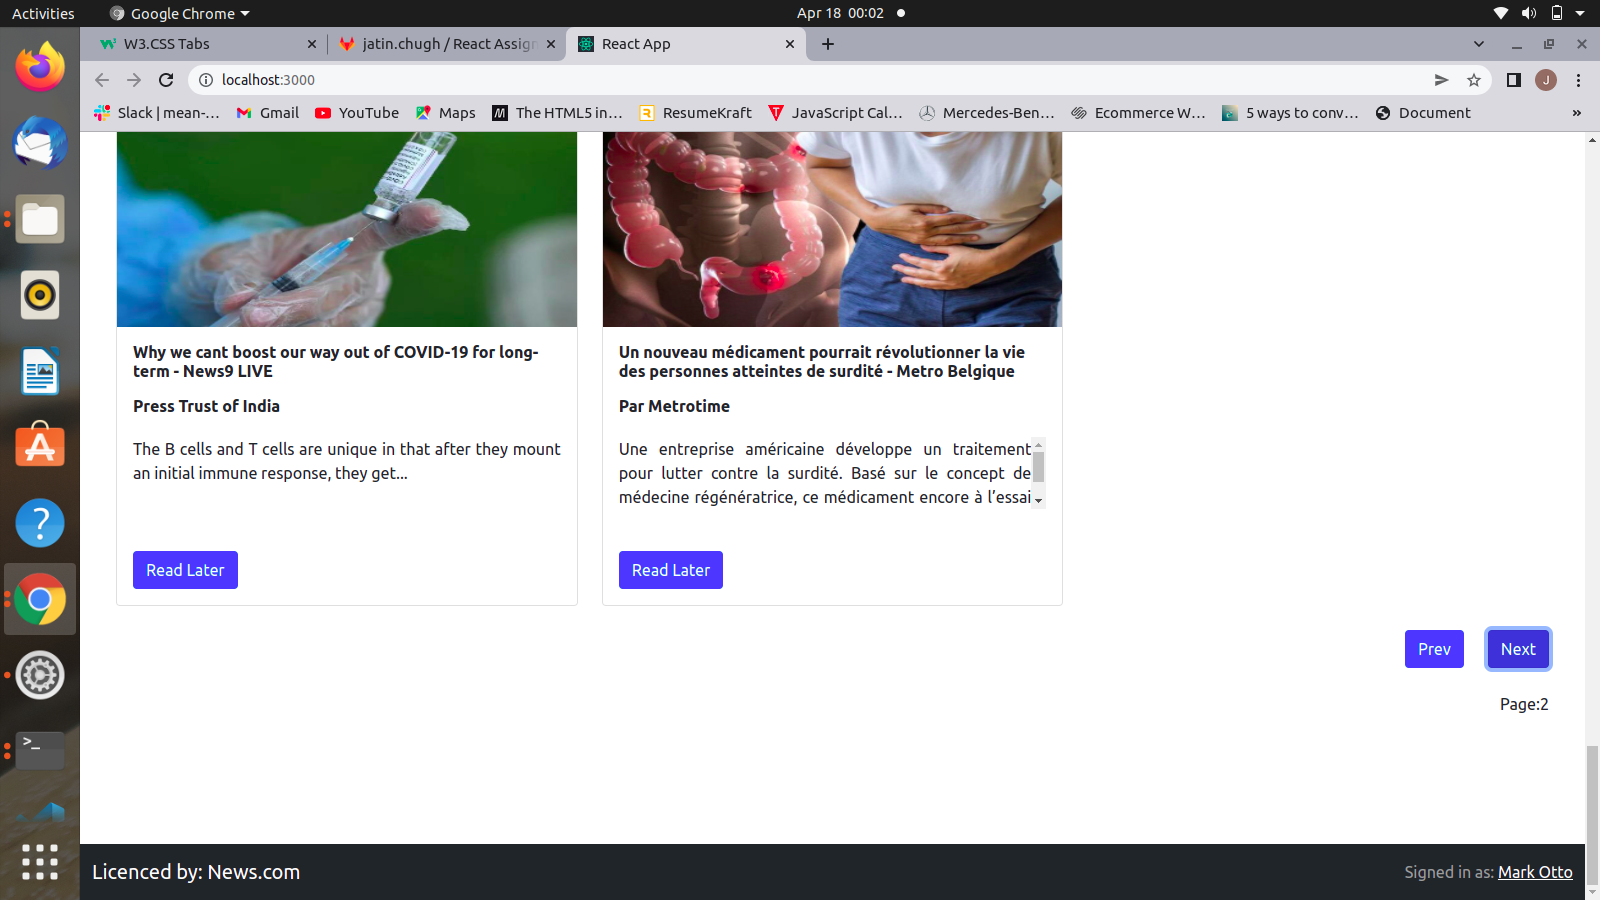 Activities
Google Chrome
Apr 18 00:02
W3.CSS Tabs
jatin.chugh / React Assign
React App
localhost:3000
J
Slack | mean-...
Gmail
YouTube
Maps
The HTML5 in...
ResumeKraft
JavaScript Cal...
Mercedes-Ben...
Ecommerce W...
5 ways to conv...
Document
»
Why we cant boost our way out of COVID-19 for long-
term - News9 LIVE
Press Trust of India
The B cells and T cells are unique in that after they mount
an initial immune response, they get...
Read Later
Un nouveau médicament pourrait révolutionner la vie
des personnes atteintes de surdité - Metro Belgique
Par Metrotime
Une entreprise américaine développe un traitement
pour lutter contre la surdité. Basé sur le concept de
médecine régénératrice, ce médicament encore à l’essai
Read Later
Prev
Next
Page:2
Licenced by: News.com
Signed in as: Mark Otto